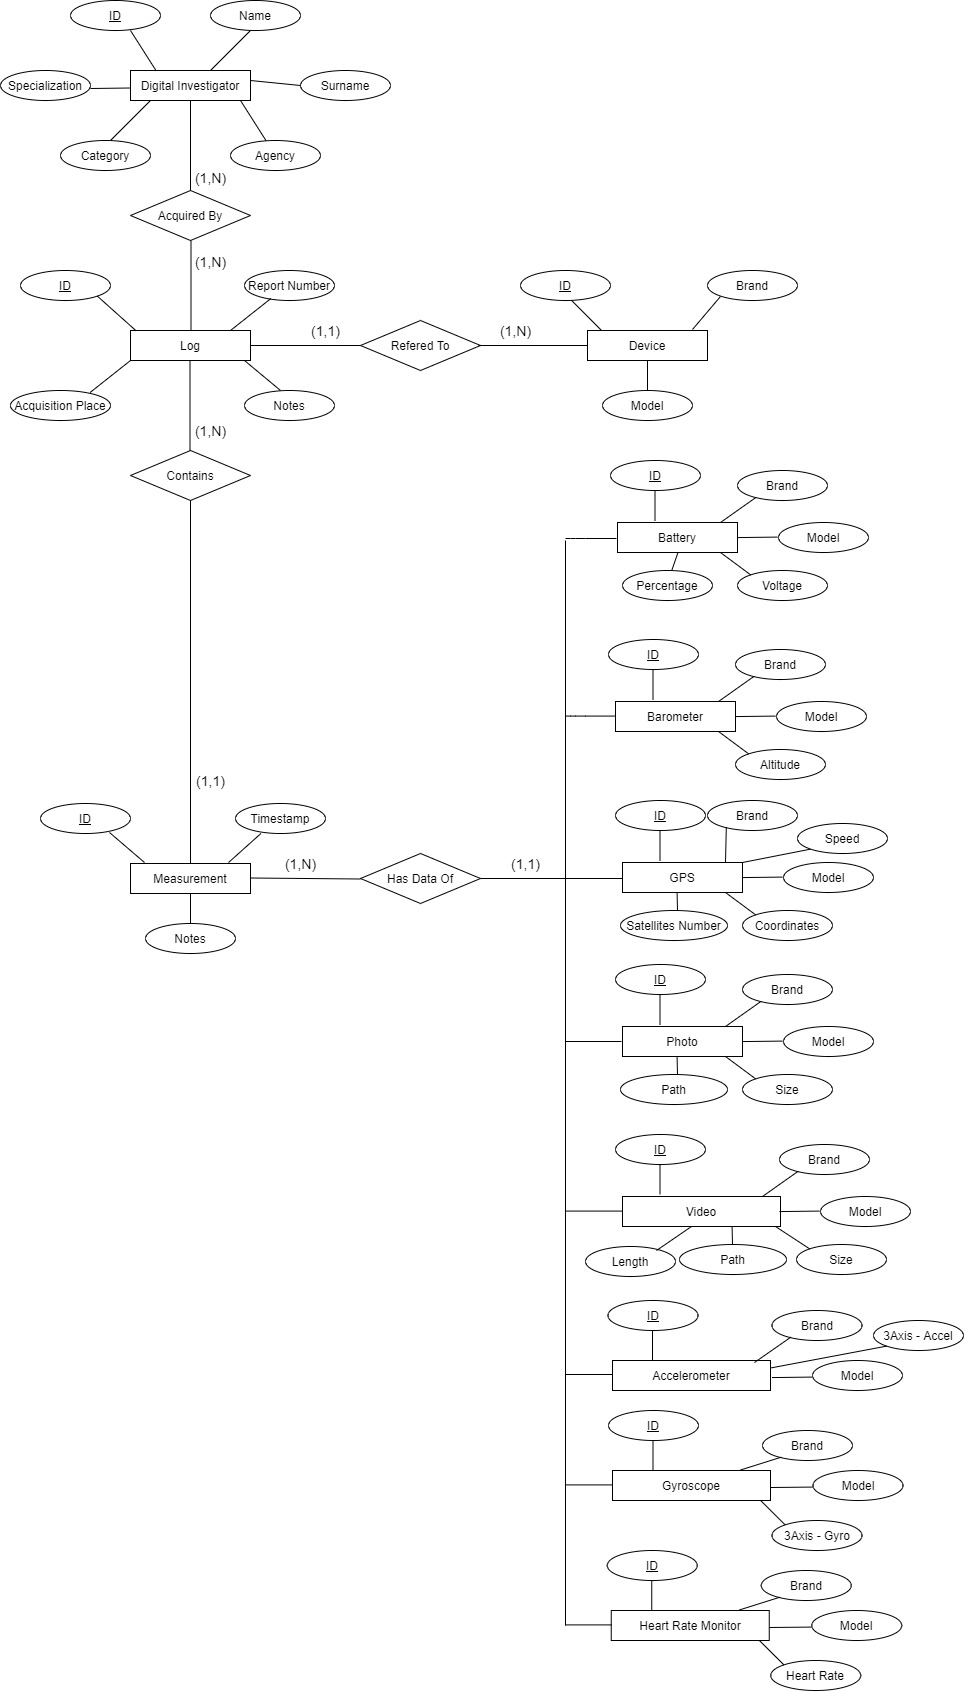 ID
Name
Specialization
Digital Investigator
Surname
Category
Agency
(1,N)
Acquired By
(1,N)
ID
Report Number
ID
Brand
(1,1)
(1,N)
Log
Refered To
Device
Acquisition Place
Notes
Model
(1,N)
Contains
ID
Brand
Battery
Model
Percentage
Voltage
ID
Brand
Barometer
Model
Altitude
(1,1)
ID
Timestamp
ID
Brand
Speed
(1,N)
(1,1)
Measurement
Has Data Of
GPS
Model
Satellites Number
Coordinates
Notes
ID
Brand
Photo
Model
Path
Size
ID
Brand
Video
Model
Length
Path
Size
ID
Brand
3Axis - Accel
Accelerometer
Model
ID
Brand
Gyroscope
Model
3Axis - Gyro
ID
Brand
Heart Rate Monitor
Model
Heart Rate